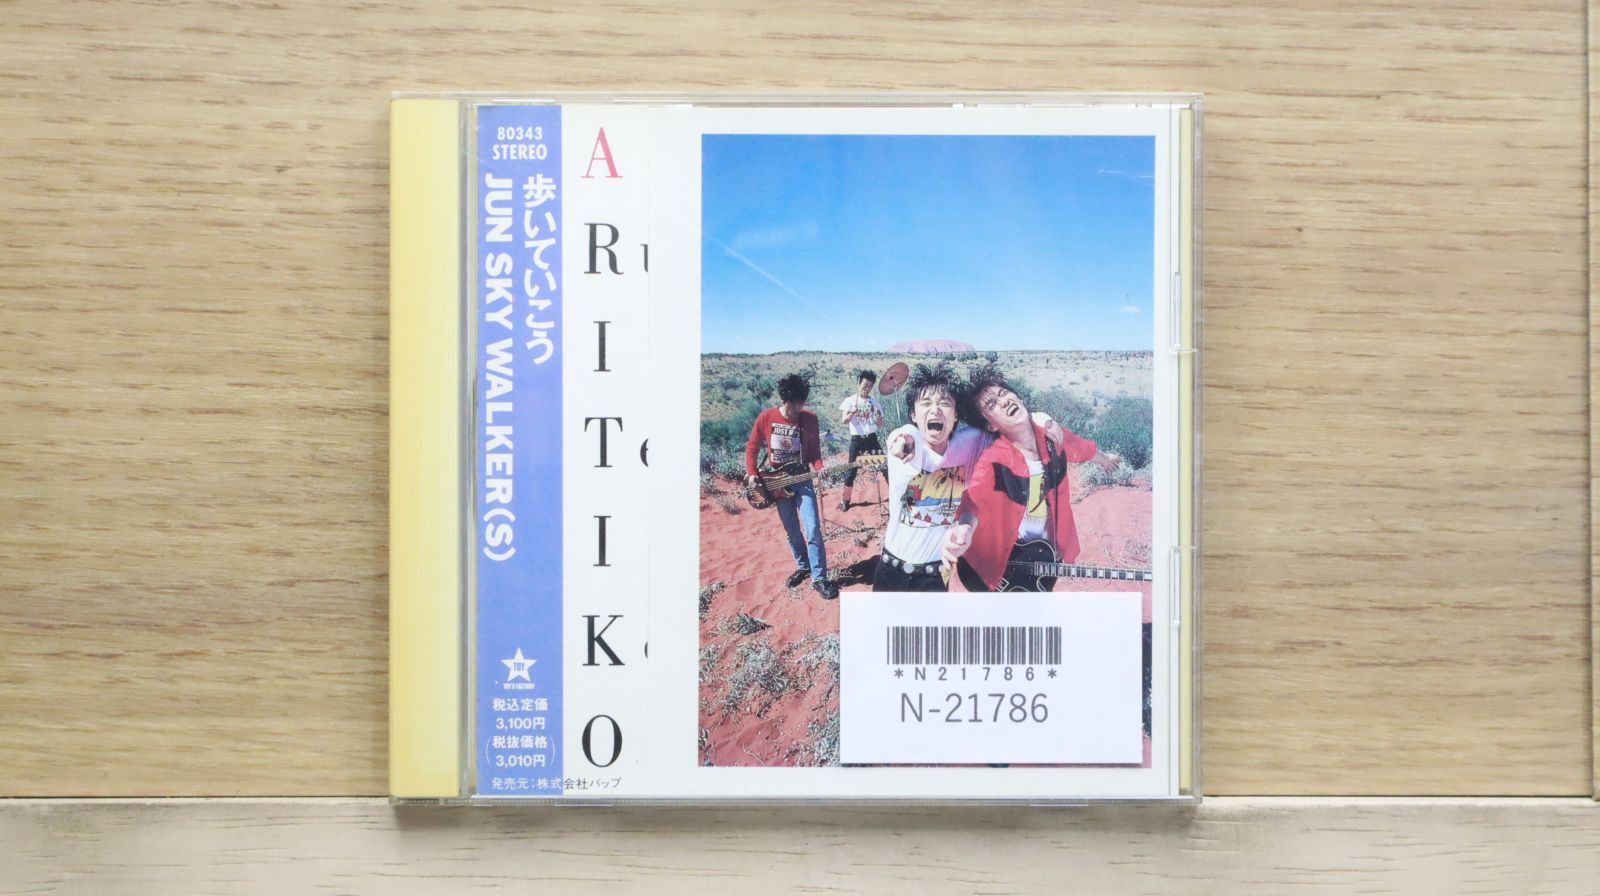 80343
STEREO
歩いていこう
JUN SKY WALKER(S)
TOY
TOY'S FACTORY
税込定価
3,100円
(税抜価格
3,010円)
発売元:株式会社バップ
A
R
I
T
I
K
O
JUST
*N21786*
N-21786